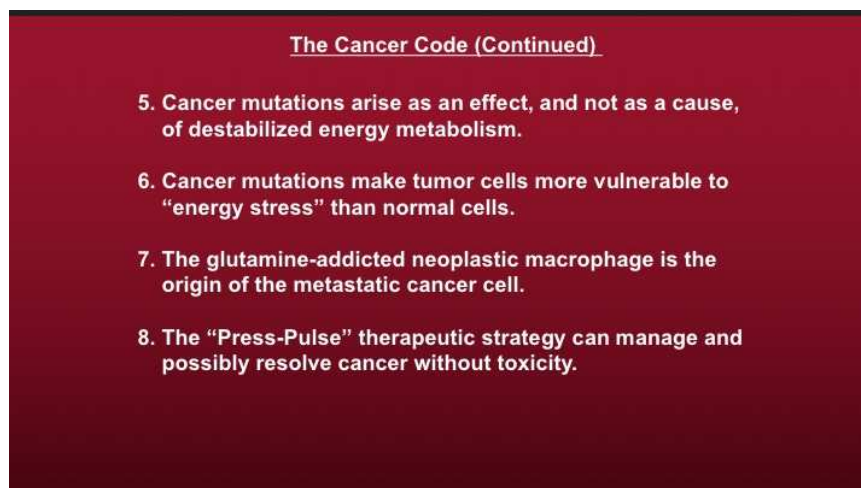 The Cancer Code (Continued)
5. Cancer mutations arise as an effect, and not as a cause,
of destabilized energy metabolism.
6. Cancer mutations make tumor cells more vulnerable to
“energy stress” than normal cells.
7. The glutamine-addicted neoplastic macrophage is the
origin of the metastatic cancer cell.
8. The “Press-Pulse” therapeutic strategy can manage and
possibly resolve cancer without toxicity.